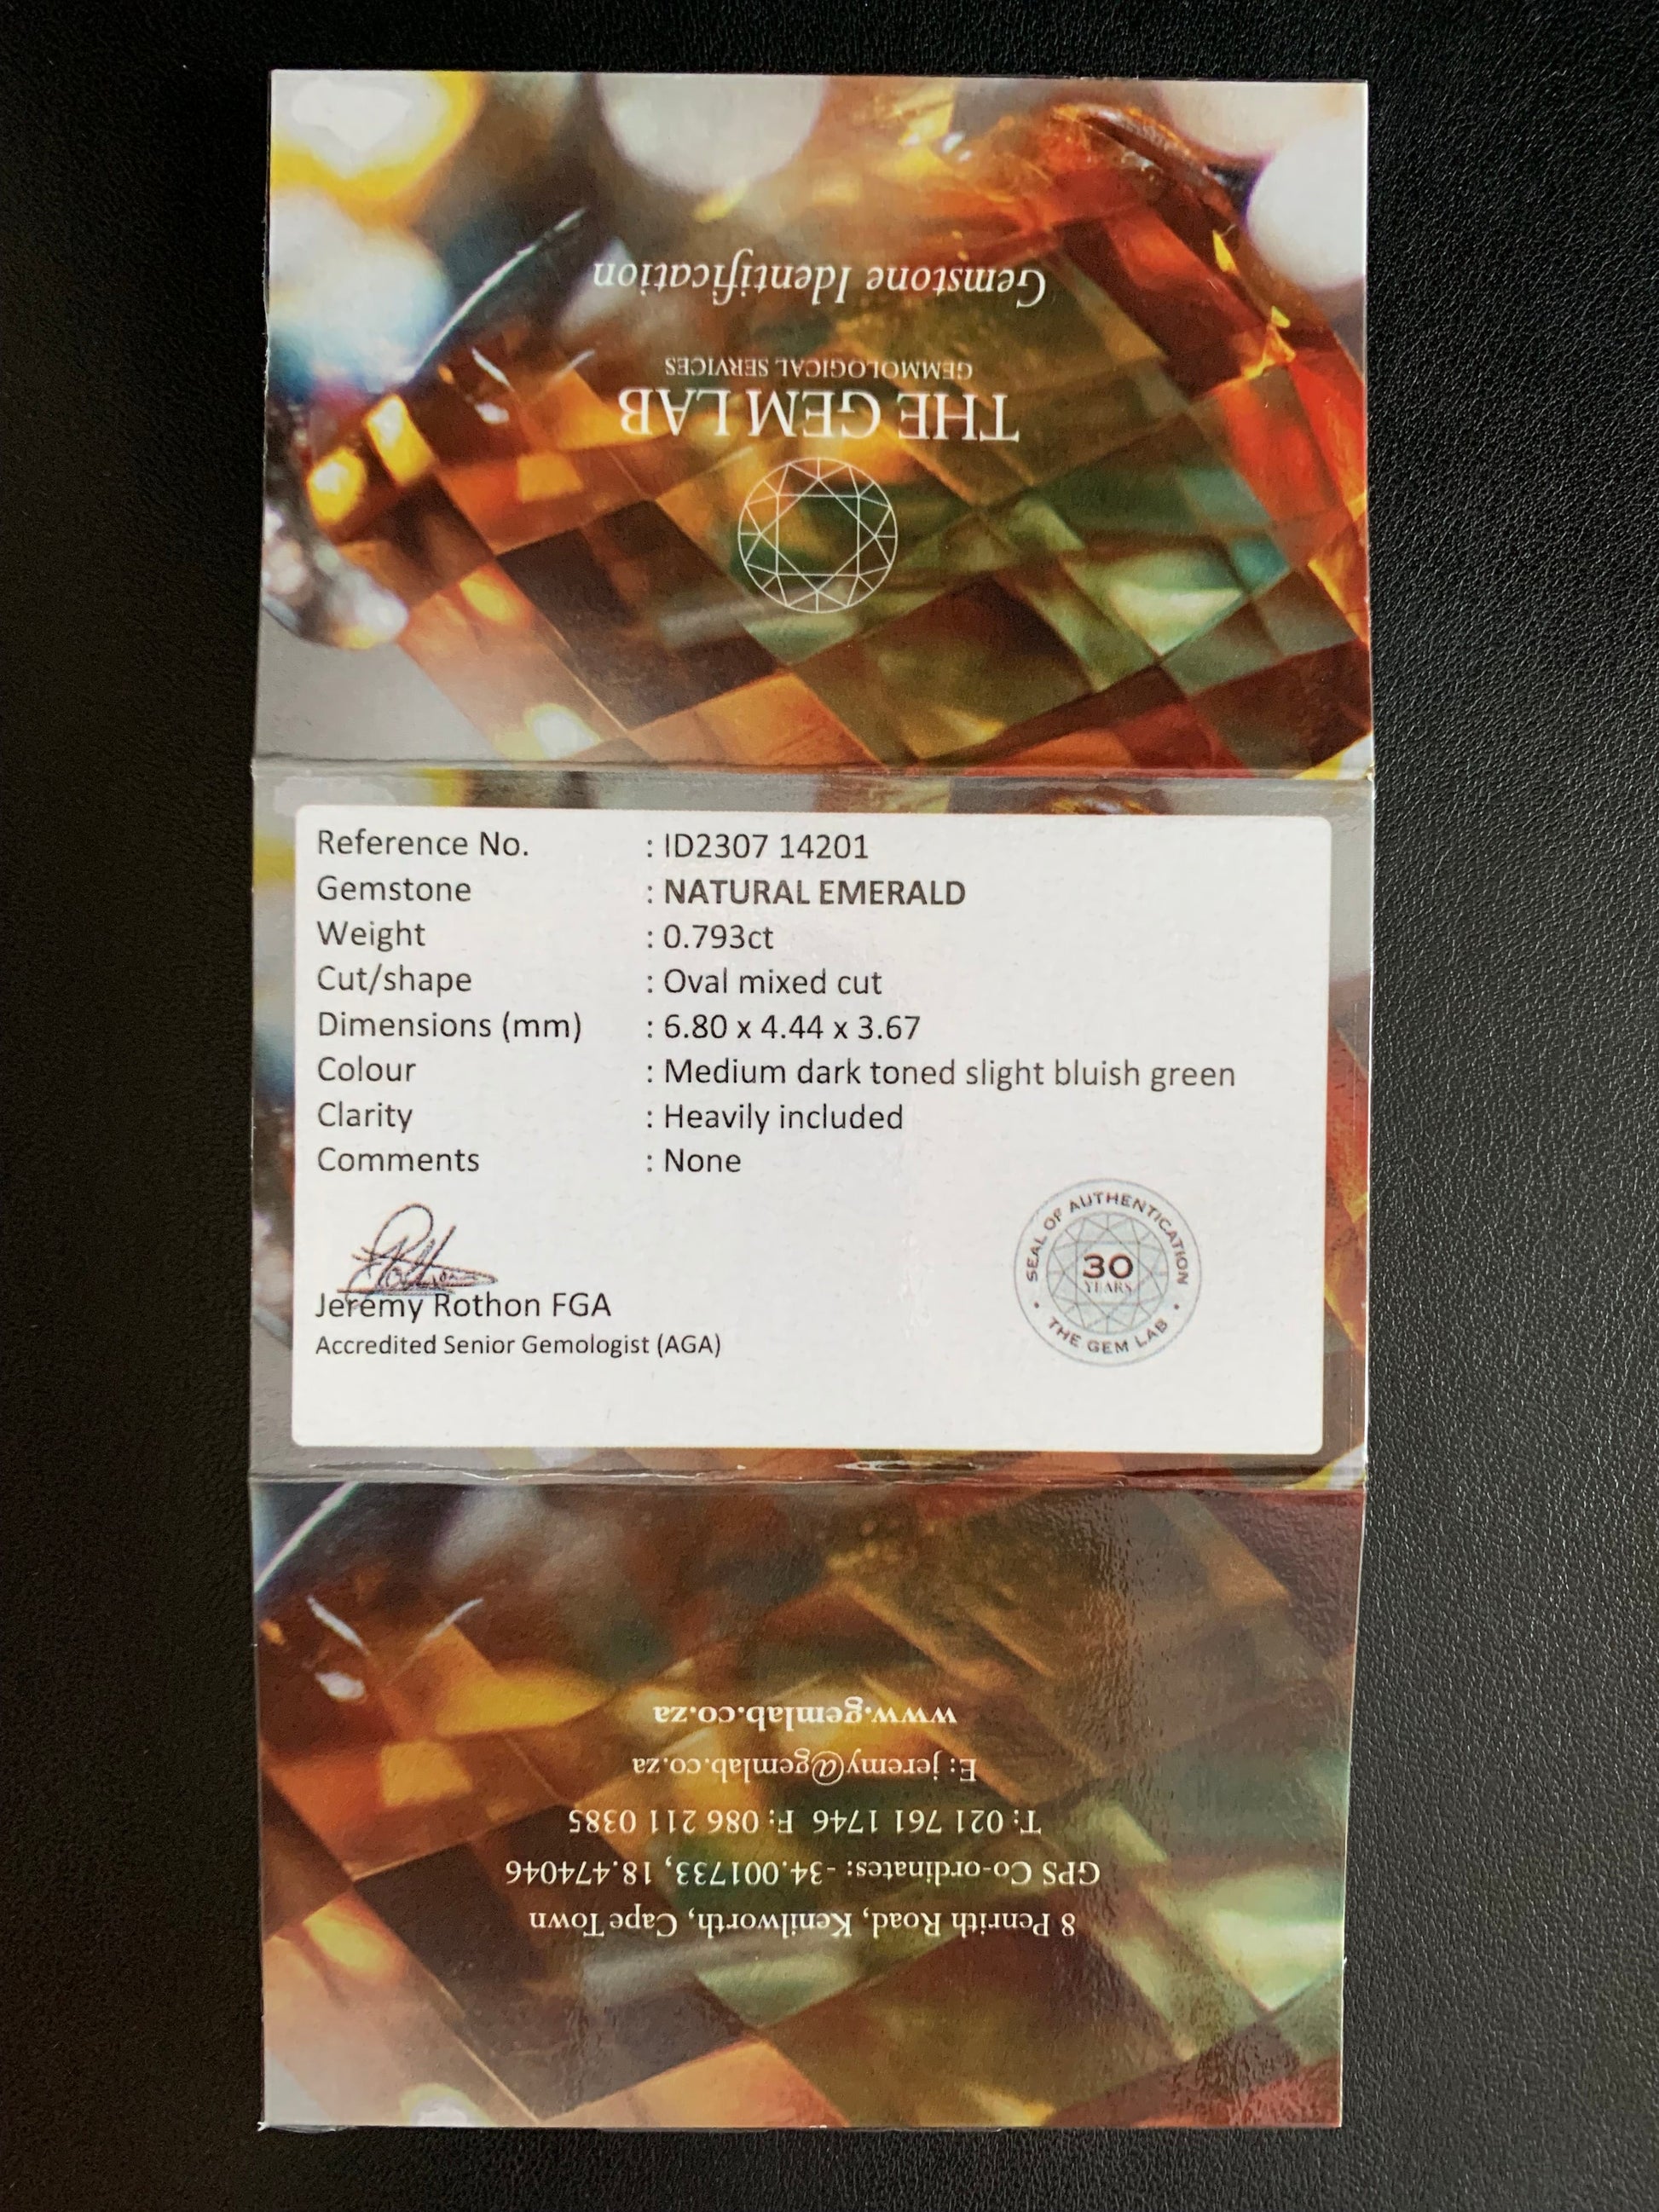 Gemstone Identification
GEMMOLOGICAL SERVICES
THE GEM LAB
Reference No. : ID2307 14201
Gemstone : NATURAL EMERALD
Weight : 0.793ct
Cut/shape : Oval mixed cut
Dimensions (mm) : 6.80 x 4.44 x 3.67
Colour : Medium dark toned slight bluish green
Clarity : Heavily included
Comments : None
Jeremy Rothon FGA
Accredited Senior Gemologist (AGA)
SEAL OF AUTHENTICATION
30
YEARS
• THE GEM LAB •
www.gemlab.co.za
E: jeremy@gemlab.co.za
T: 021 761 1746 F: 086 211 0385
GPS Co-ordinates: -34.001733, 18.474046
8 Penrith Road, Kenilworth, Cape Town